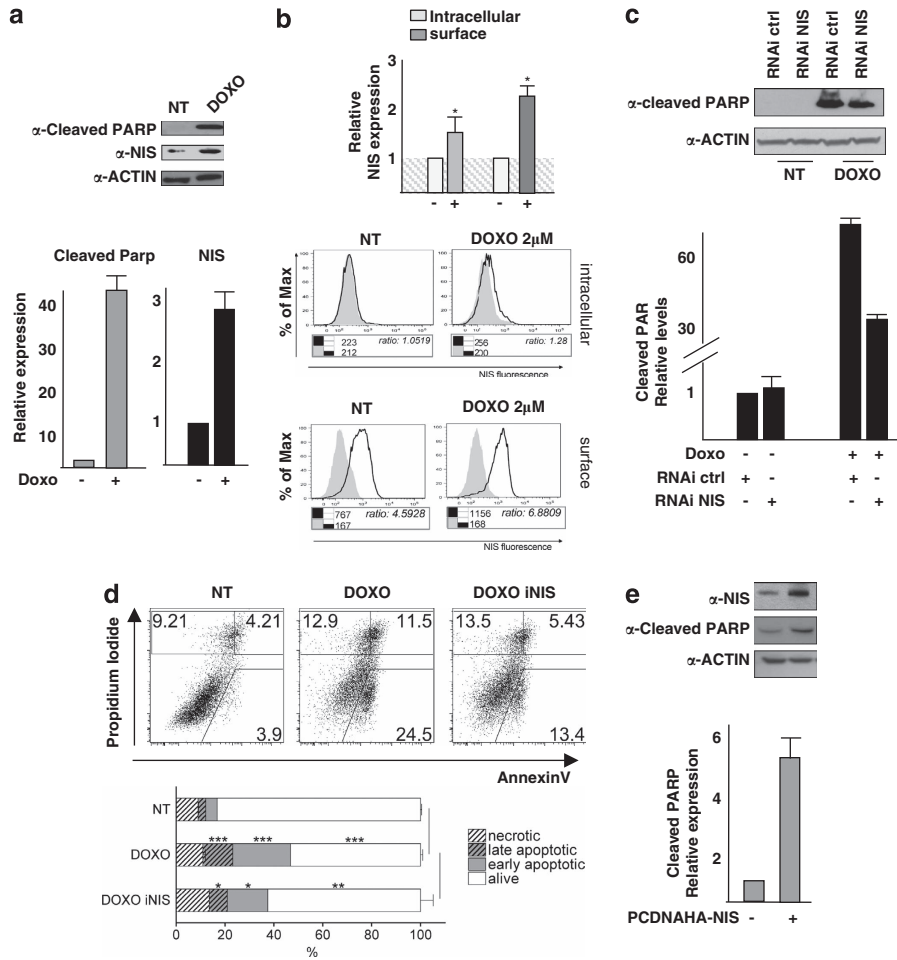 a
NT
DOXO
α-Cleaved PARP
α-NIS
α-ACTIN
Cleaved Parp
NIS
Relative expression
40
30
20
10
3
2
1
Doxo - + - +
b
Intracellular
surface
Relative
NIS expression
3
2
1
*
*
- + - +
NT
DOXO 2μM
% of Max
intracellular
223
212
ratio: 1.0519
256
200
ratio: 1.28
NIS fluorescence
NT
DOXO 2μM
% of Max
surface
767
167
ratio: 4.5928
1156
168
ratio: 6.8809
NIS fluorescence
c
RNAi ctrl
RNAi NIS
RNAi ctrl
RNAi NIS
α-cleaved PARP
α-ACTIN
NT
DOXO
Cleaved PAR
Relative levels
60
30
1
Doxo - - + +
RNAi ctrl + - + -
RNAi NIS - + - +
d
NT
DOXO
DOXO iNIS
Propidium Iodide
9.21
4.21
3.9
12.9
11.5
24.5
13.5
5.43
13.4
AnnexinV
NT
DOXO
*** *** ***
DOXO iNIS
* * **
0 20 40 60 80 100
%
necrotic
late apoptotic
early apoptotic
alive
e
α-NIS
α-Cleaved PARP
α-ACTIN
Cleaved PARP
Relative expression
6
4
2
PCDNAHA-NIS - +